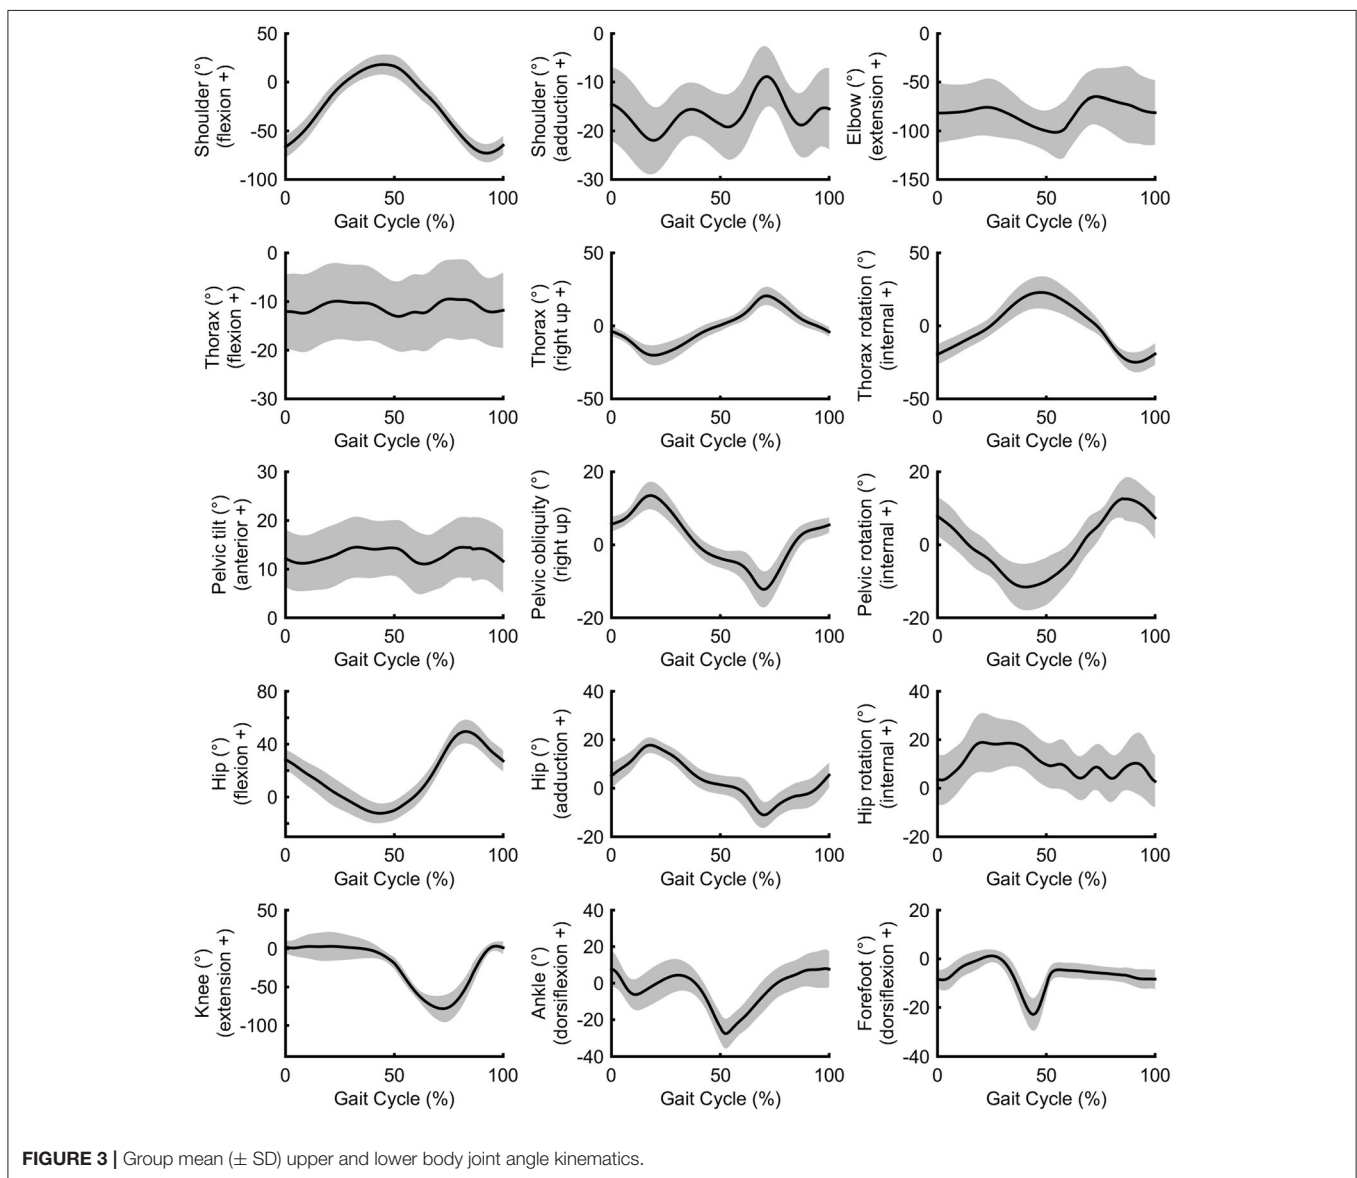 Shoulder (°)
(flexion +)
50
0
-50
-100
0 50 100
Gait Cycle (%)
Shoulder (°)
(adduction +)
0
-10
-20
-30
0 50 100
Gait Cycle (%)
Elbow (°)
(extension +)
0
-50
-100
-150
0 50 100
Gait Cycle (%)
Thorax (°)
(flexion +)
0
-10
-20
-30
0 50 100
Gait Cycle (%)
Thorax (°)
(right up +)
50
0
-50
0 50 100
Gait Cycle (%)
Thorax rotation (°)
(internal +)
50
0
-50
0 50 100
Gait Cycle (%)
Pelvic tilt (°)
(anterior +)
30
20
10
0
0 50 100
Gait Cycle (%)
Pelvic obliquity (°)
(right up)
20
0
-20
0 50 100
Gait Cycle (%)
Pelvic rotation (°)
(internal +)
20
0
-20
0 50 100
Gait Cycle (%)
Hip (°)
(flexion +)
80
40
0
0 50 100
Gait Cycle (%)
Hip (°)
(adduction +)
40
20
0
-20
0 50 100
Gait Cycle (%)
Hip rotation (°)
(internal +)
40
20
0
-20
0 50 100
Gait Cycle (%)
Knee (°)
(extension +)
50
0
-50
-100
0 50 100
Gait Cycle (%)
Ankle (°)
(dorsiflexion +)
40
20
0
-20
-40
0 50 100
Gait Cycle (%)
Forefoot (°)
(dorsiflexion +)
20
0
-20
-40
0 50 100
Gait Cycle (%)
FIGURE 3 | Group mean (± SD) upper and lower body joint angle kinematics.